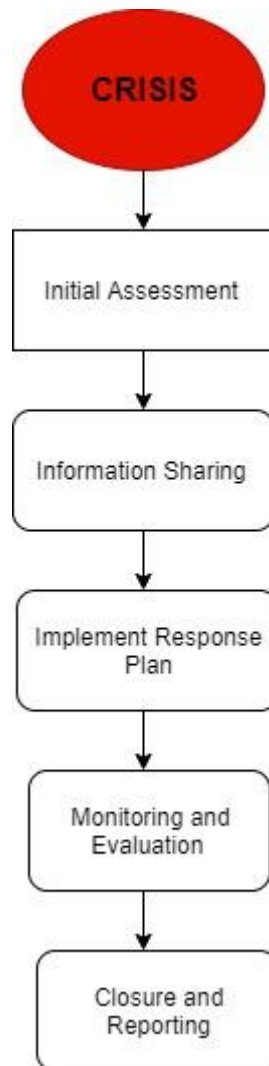 CRISIS
Initial Assessment
Information Sharing
Implement Response
Plan
Monitoring and
Evaluation
Closure and
Reporting